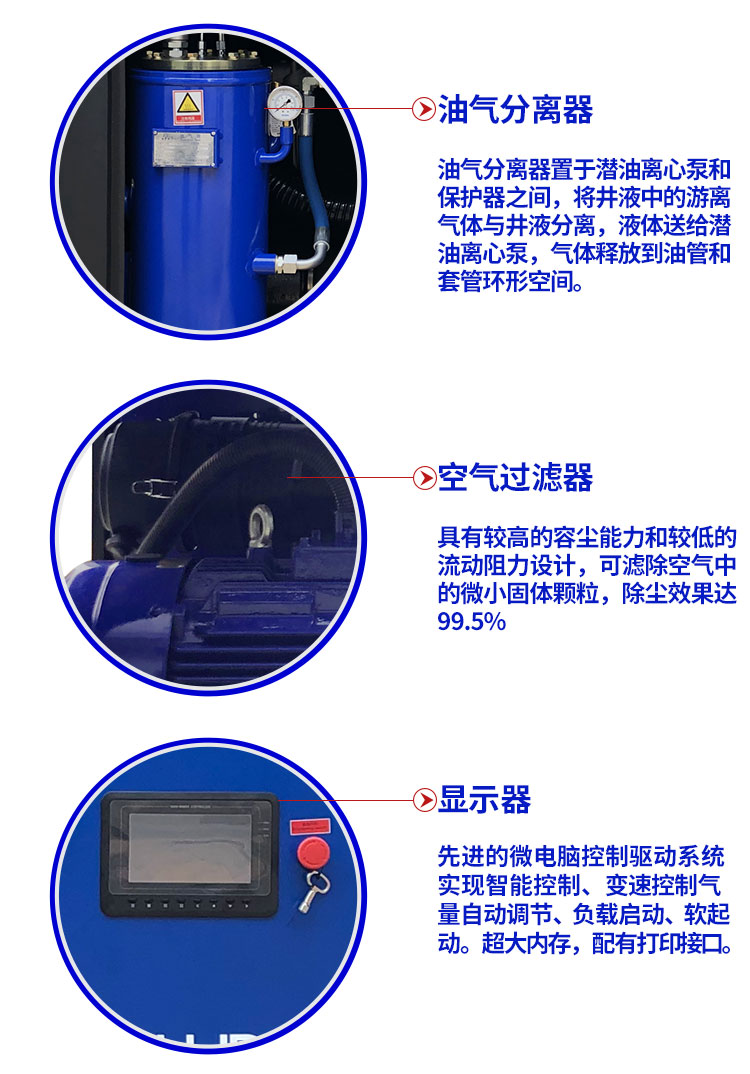 油气分离器
油气分离器置于潜油离心泵和
保护器之间，将井液中的游离
气体与井液分离，液体送给潜
油离心泵，气体释放到油管和
套管环形空间。
空气过滤器
具有较高的容尘能力和较低的
流动阻力设计，可滤除空气中
的微小固体颗粒，除尘效果达
99.5%
显示器
先进的微电脑控制驱动系统
实现智能控制、变速控制气
量自动调节、负载启动、软起
动。超大内存，配有打印接口。